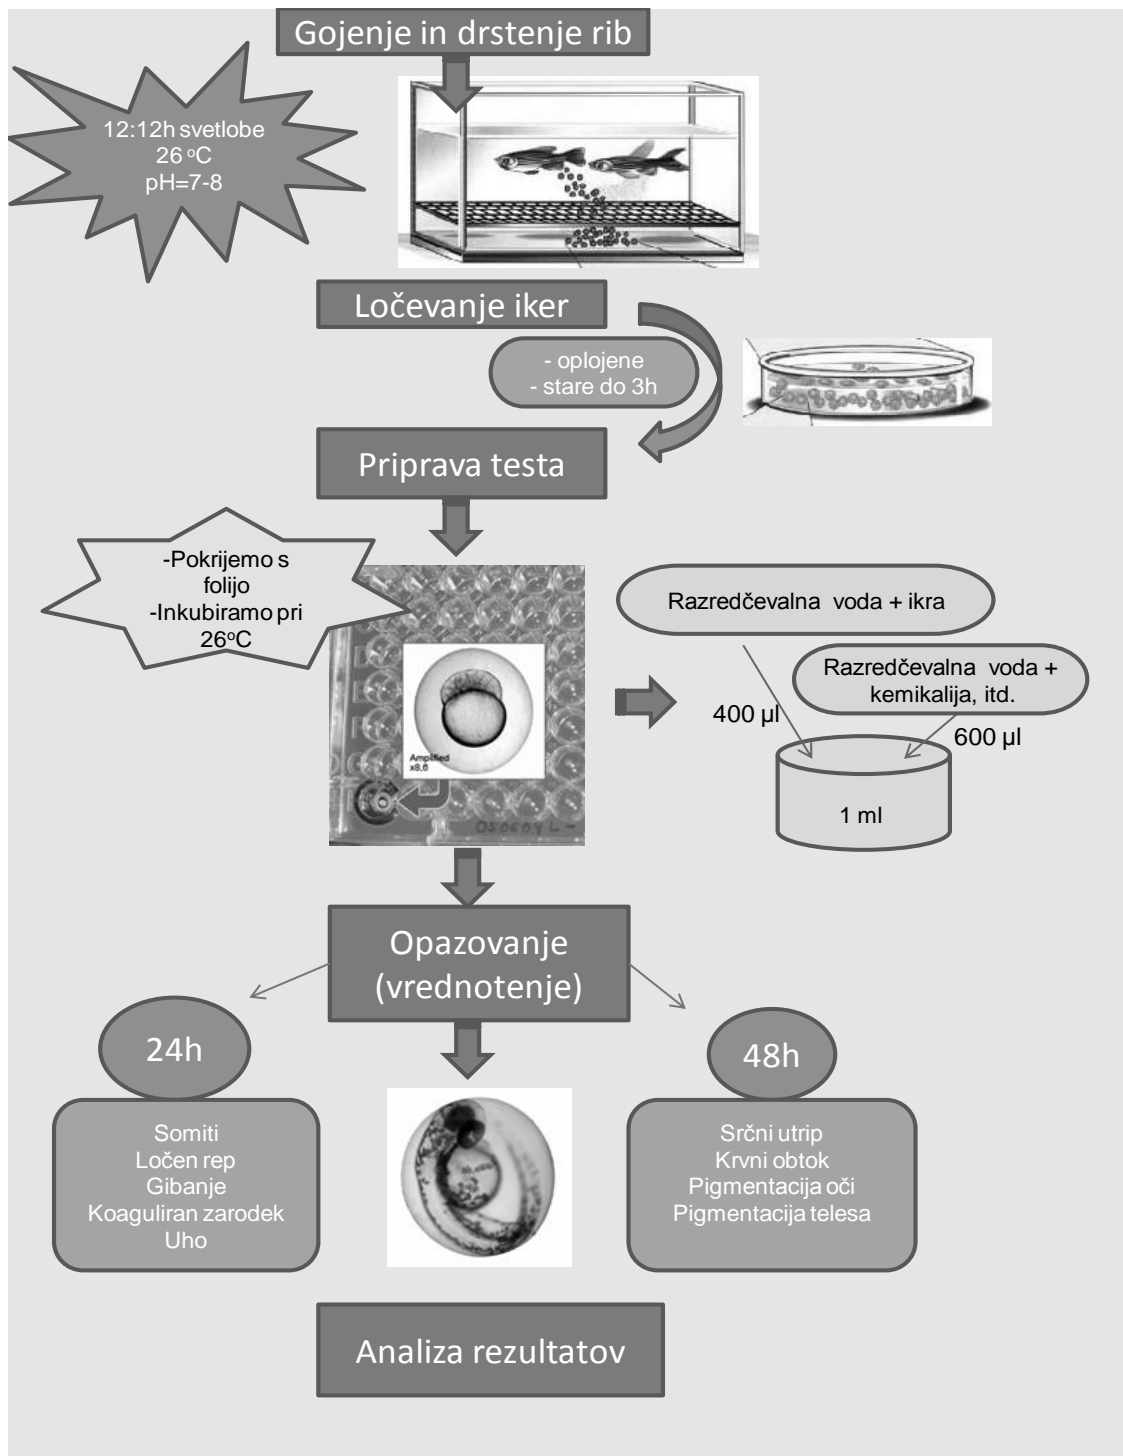 Gojenje in drstenje rib
12:12h svetlobe
26 °C
pH=7-8
Ločevanje iker
- oplojene
- stare do 3h
Priprava testa
-Pokrijemo s
folijo
-Inkubiramo pri
26°C
Amplified
x8,6
Razredčevalna voda + ikra
Razredčevalna voda +
kemikalija, itd.
400 µl
600 µl
1 ml
Opazovanje
(vrednotenje)
24h
Somiti
Ločen rep
Gibanje
Koaguliran zarodek
Uho
48h
Srčni utrip
Krvni obtok
Pigmentacija oči
Pigmentacija telesa
Analiza rezultatov